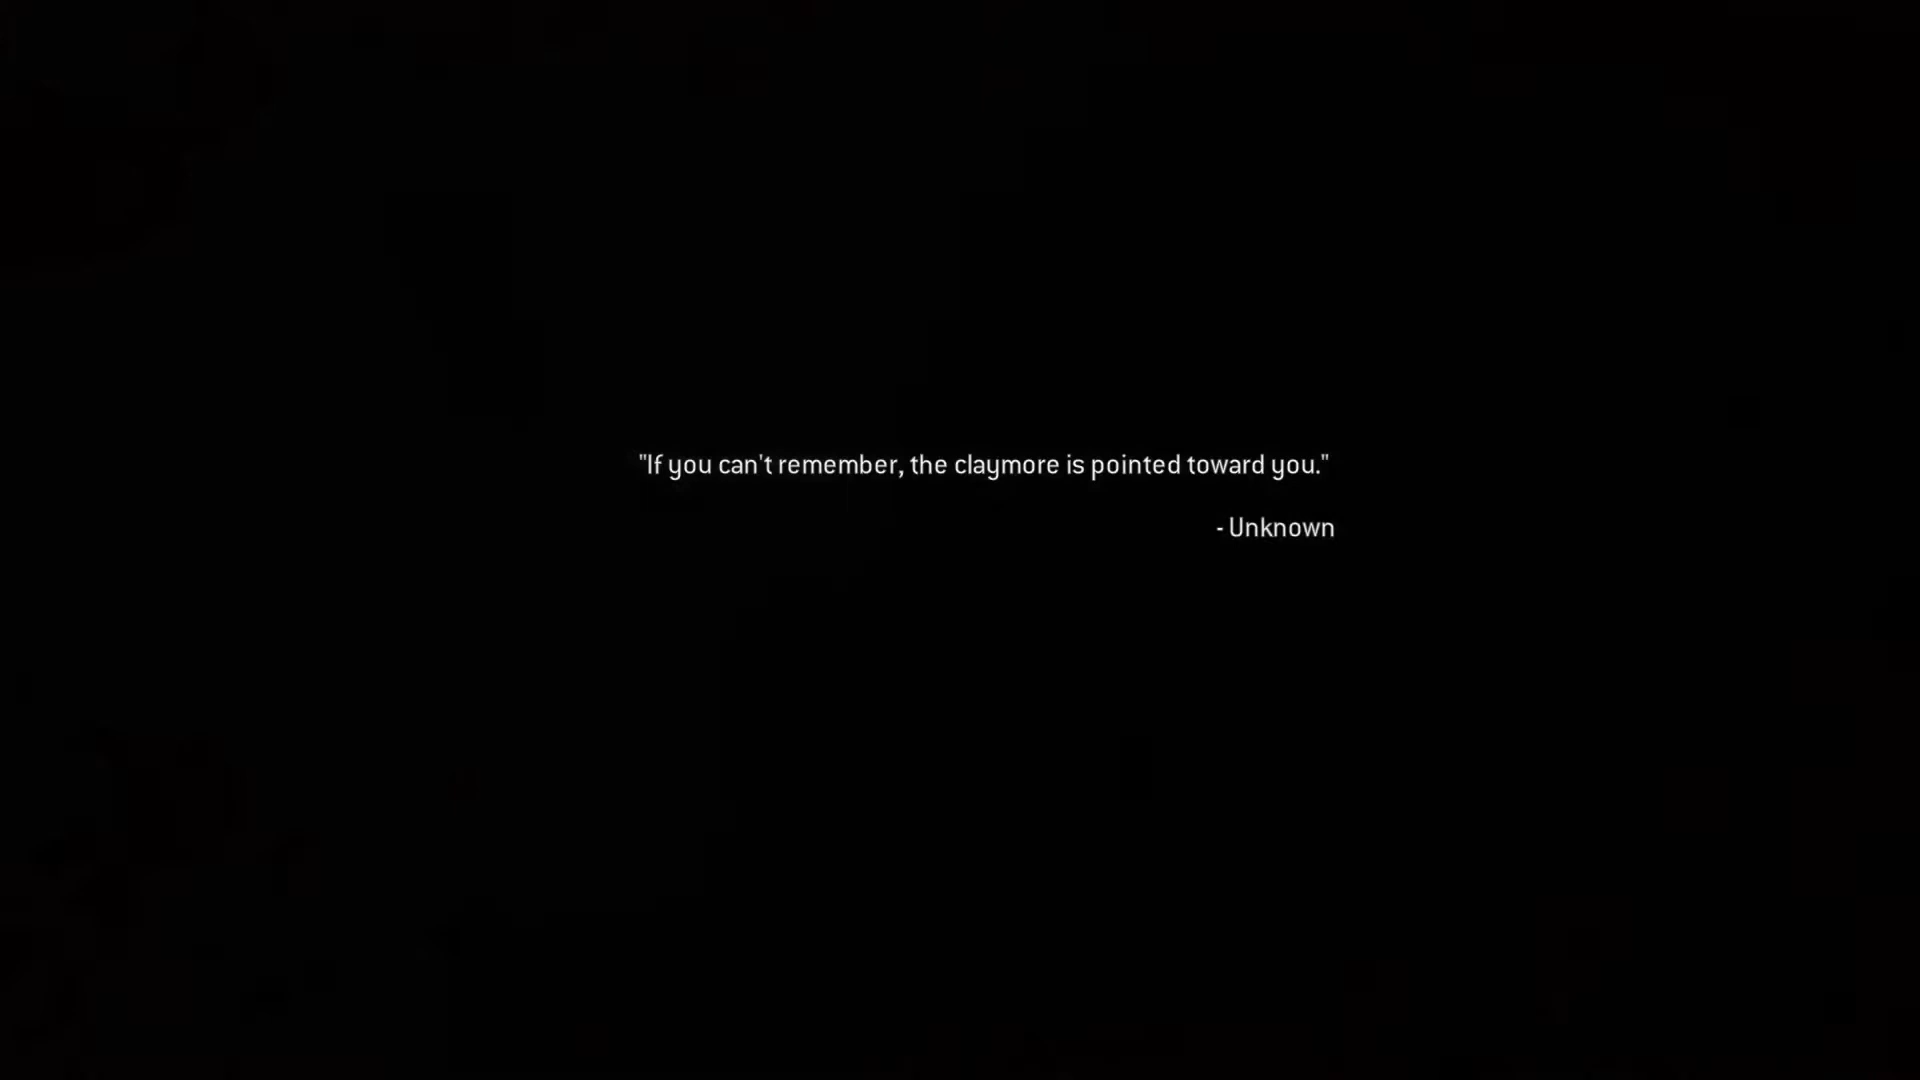 "If you can't remember, the claymore is pointed toward you."
- Unknown